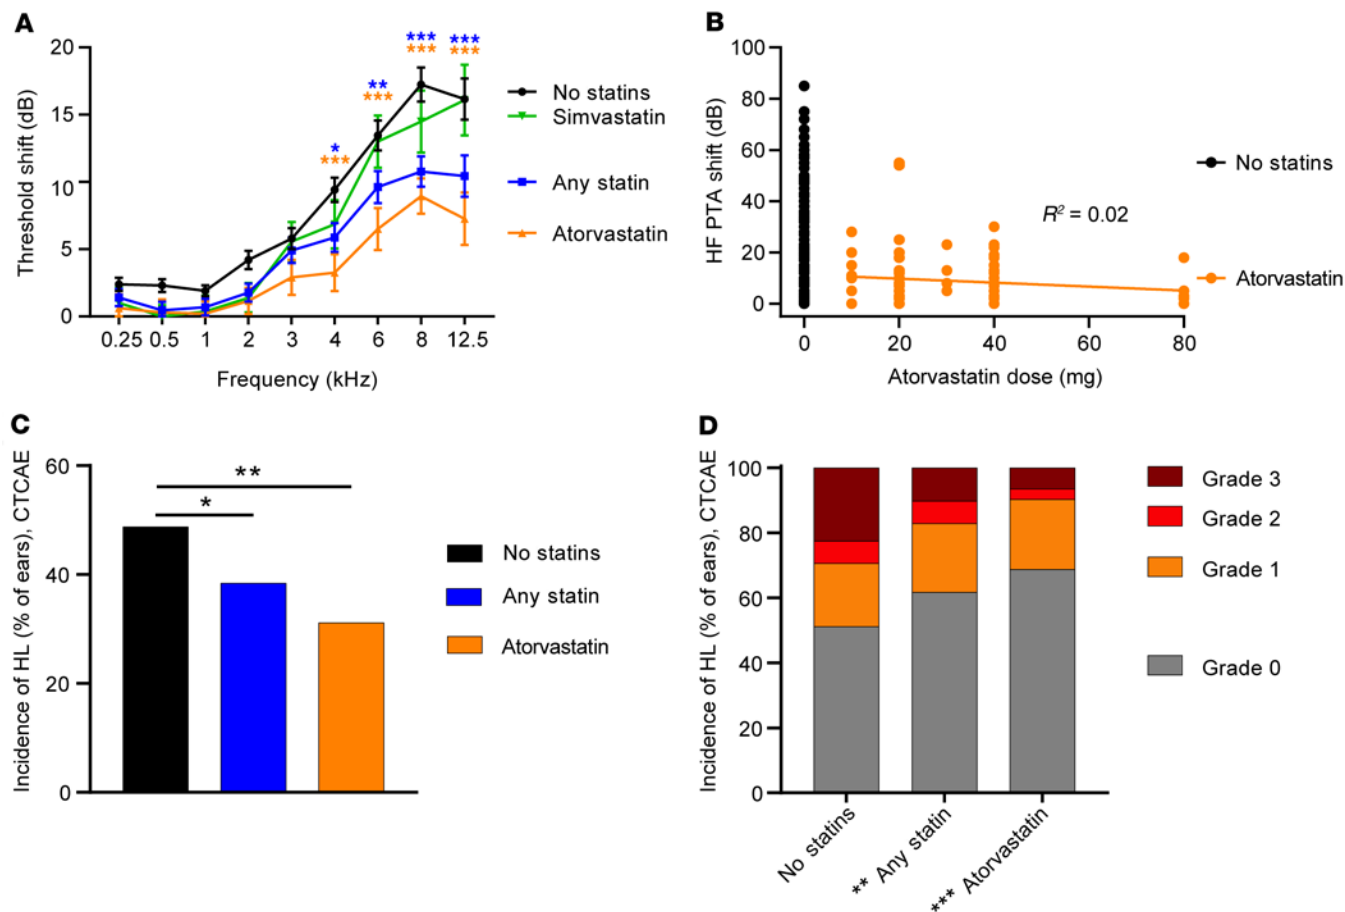 A
20
15
10
5
0
Threshold shift (dB)
*** ***
*** ***
**
***
*
***
0.25 0.5 1 2 3 4 6 8 12.5
Frequency (kHz)
No statins
Simvastatin
Any statin
Atorvastatin
B
100
80
60
40
20
0
HF PTA shift (dB)
R² = 0.02
0 20 40 60 80
Atorvastatin dose (mg)
No statins
Atorvastatin
C
60
40
20
0
Incidence of HL (% of ears), CTCAE
**
*
No statins
Any statin
Atorvastatin
D
100
80
60
40
20
0
Incidence of HL (% of ears), CTCAE
No statins
** Any statin
*** Atorvastatin
Grade 3
Grade 2
Grade 1
Grade 0